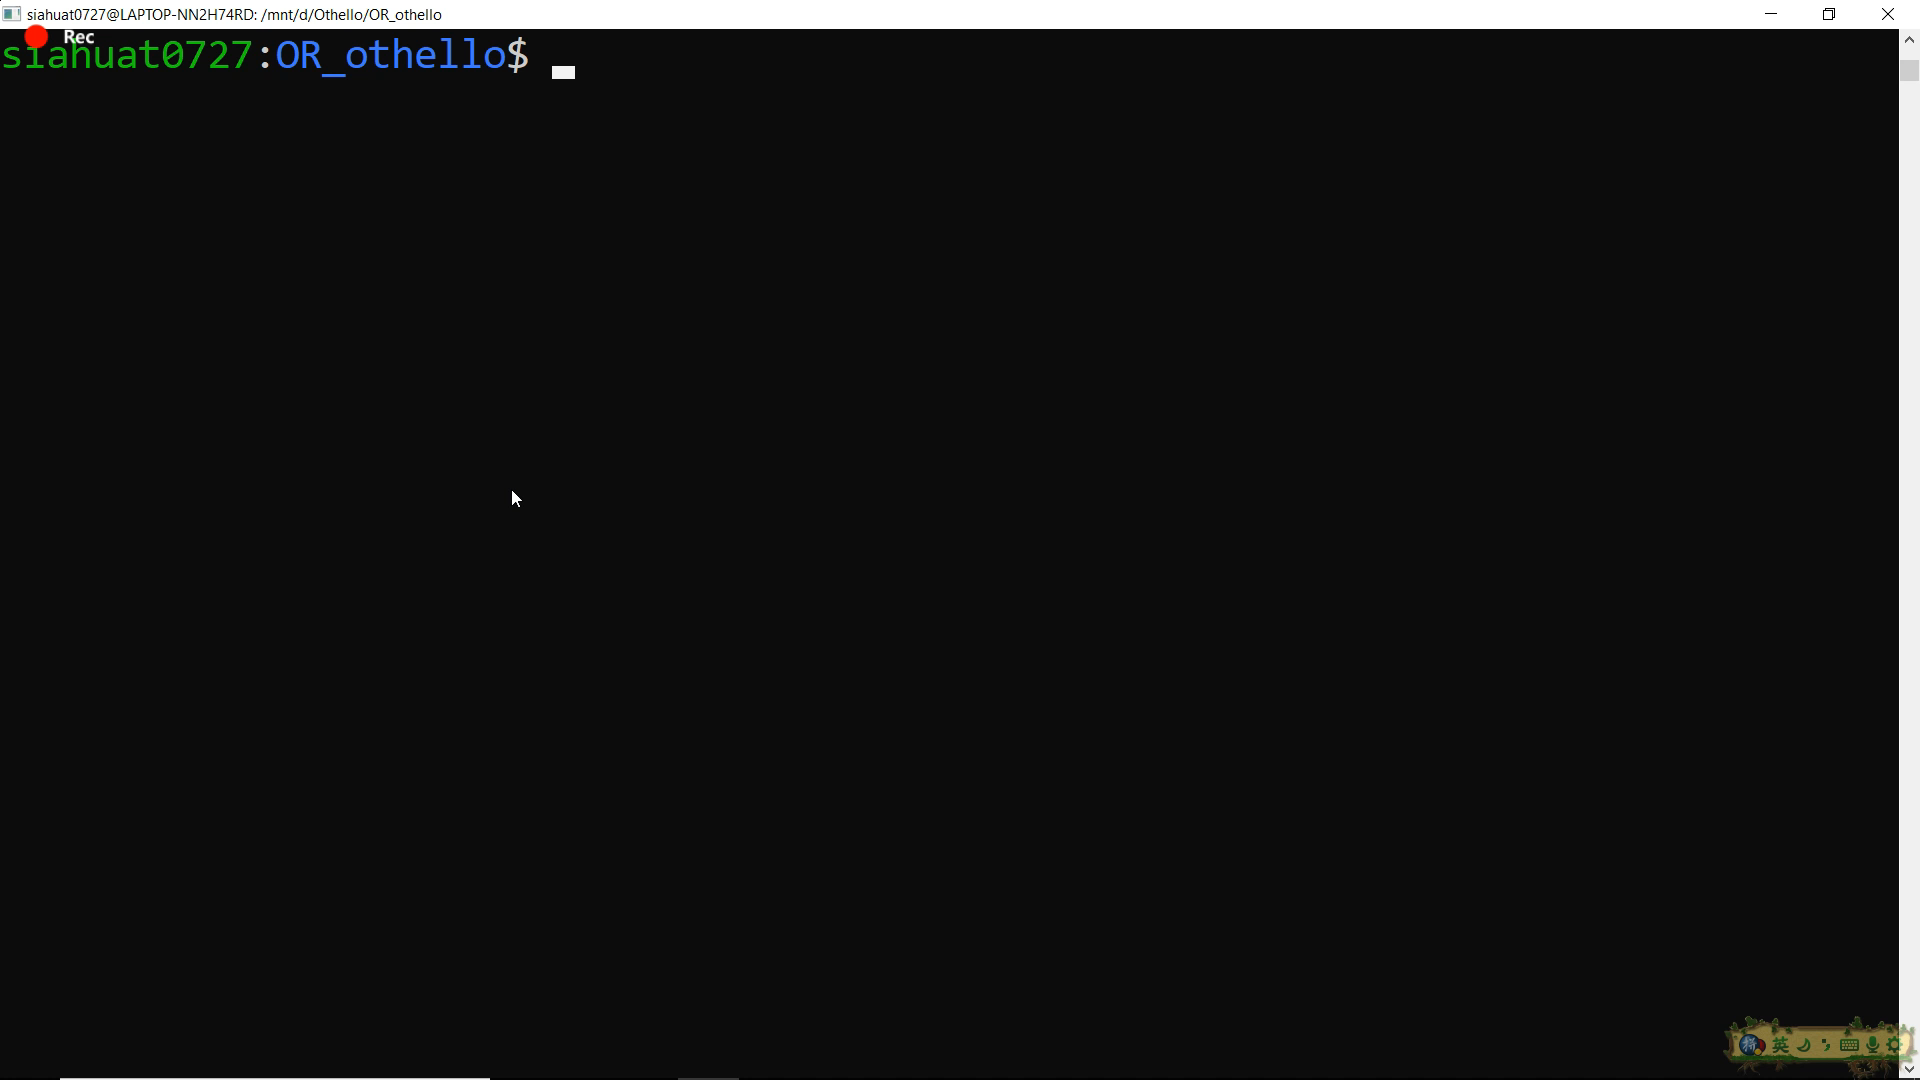 siahuat0727@LAPTOP-NN2H74RD: /mnt/d/Othello/OR_othello
Rec
siahuat0727:OR_othello$
英